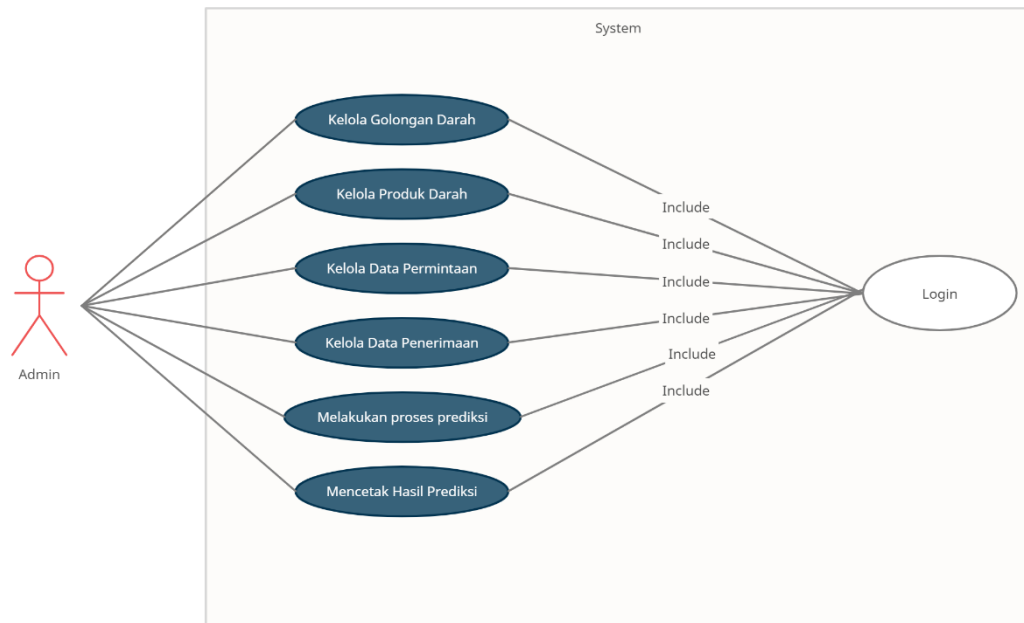 System
Kelola Golongan Darah
Kelola Produk Darah
Kelola Data Permintaan
Kelola Data Penerimaan
Melakukan proses prediksi
Mencetak Hasil Prediksi
Include
Include
Include
Include
Include
Include
Login
Admin